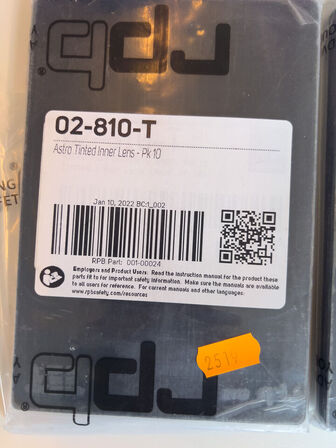 rpb®
02-810-T
Astro Tinted Inner Lens - Pk 10
Jan 10, 2022 BC:1_002
RPB Part: 001-00024
Employers and Product Users: Read the instruction manual for the product these
parts fit to for important safety information. Make sure the manuals are available
to all users for reference. For current manuals and other languages:
www.rpbsafety.com/resources
rpb®